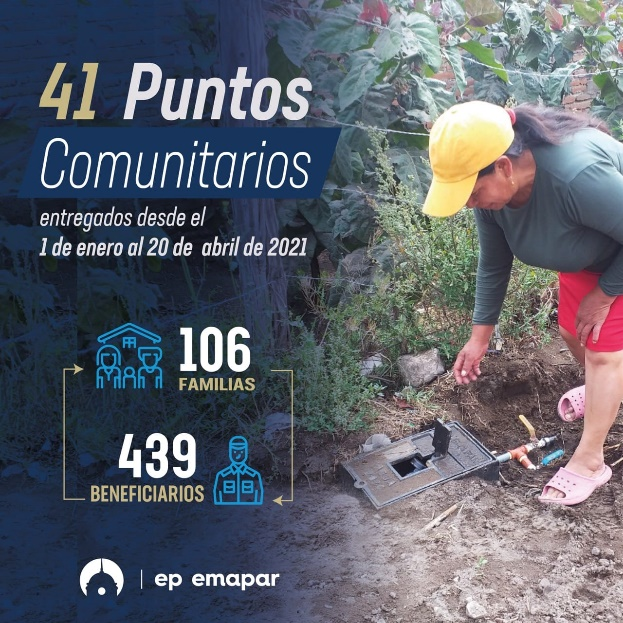 41 Puntos
Comunitarios
entregados desde el
1 de enero al 20 de abril de 2021
106
FAMILIAS
439
BENEFICIARIOS
ep emapar